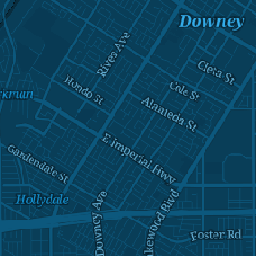 Downey
Rives Ave
Cleta St
Hondo St
Cole St
Alameda St
E Imperial Hwy
Gardendale St
Hollydale
Downey Ave
Foster Rd